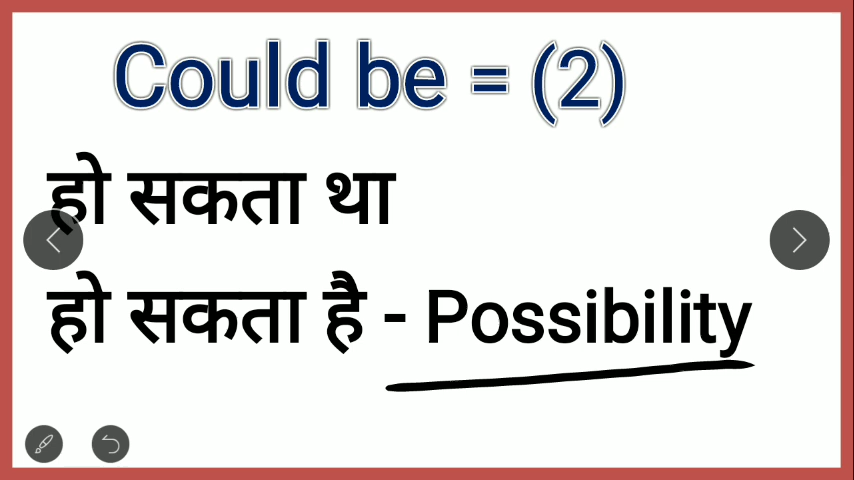 Could be = (2)
हो सकता था
हो सकता है - Possibility